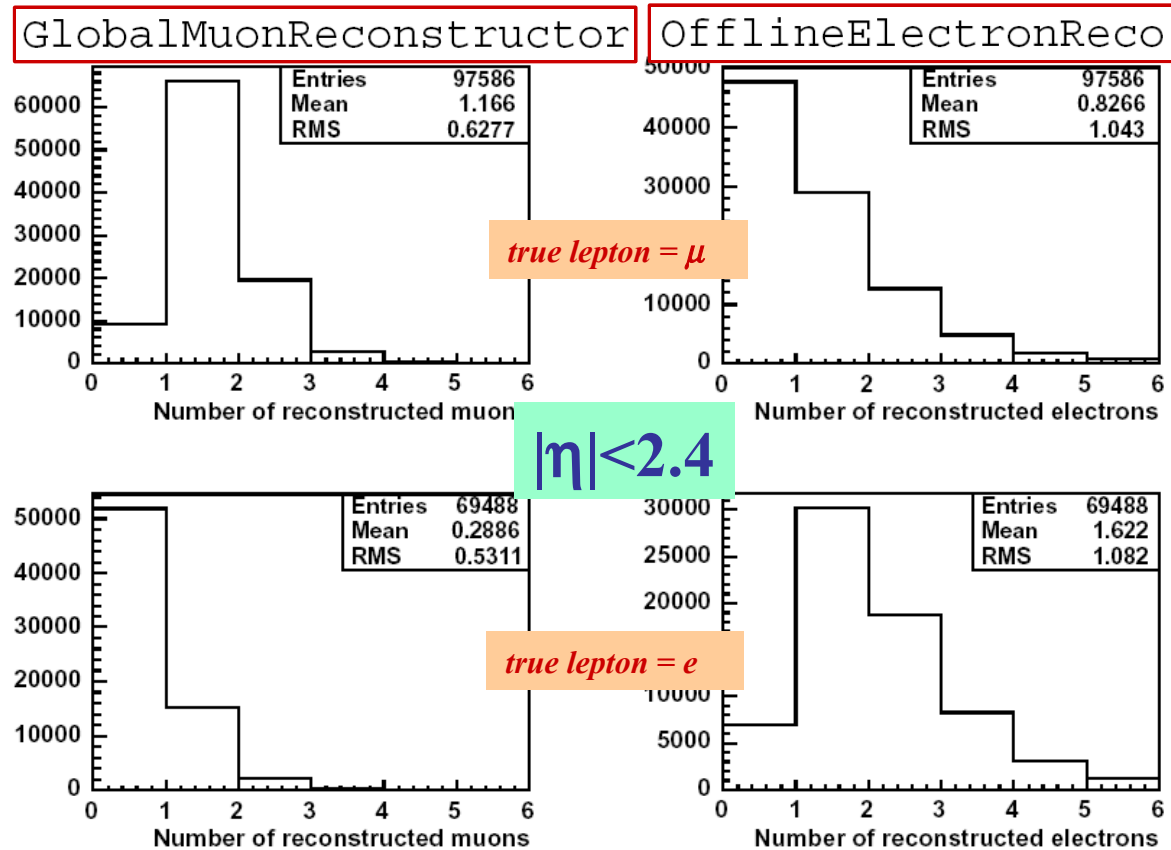 GlobalMuonReconstructor
OfflineElectronReco
Entries 97586
Mean 1.166
RMS 0.6277
60000
50000
40000
30000
20000
10000
0
0 1 2 3 4 5 6
Number of reconstructed muons
Entries 97586
Mean 0.8266
RMS 1.043
50000
40000
30000
10000
0
0 1 2 3 4 5 6
Number of reconstructed electrons
true lepton = μ
|η|<2.4
Entries 69488
Mean 0.2886
RMS 0.5311
50000
40000
30000
20000
10000
0
0 1 2 3 4 5 6
Number of reconstructed muons
Entries 69488
Mean 1.622
RMS 1.082
30000
25000
20000
10000
5000
0
0 1 2 3 4 5 6
Number of reconstructed electrons
true lepton = e